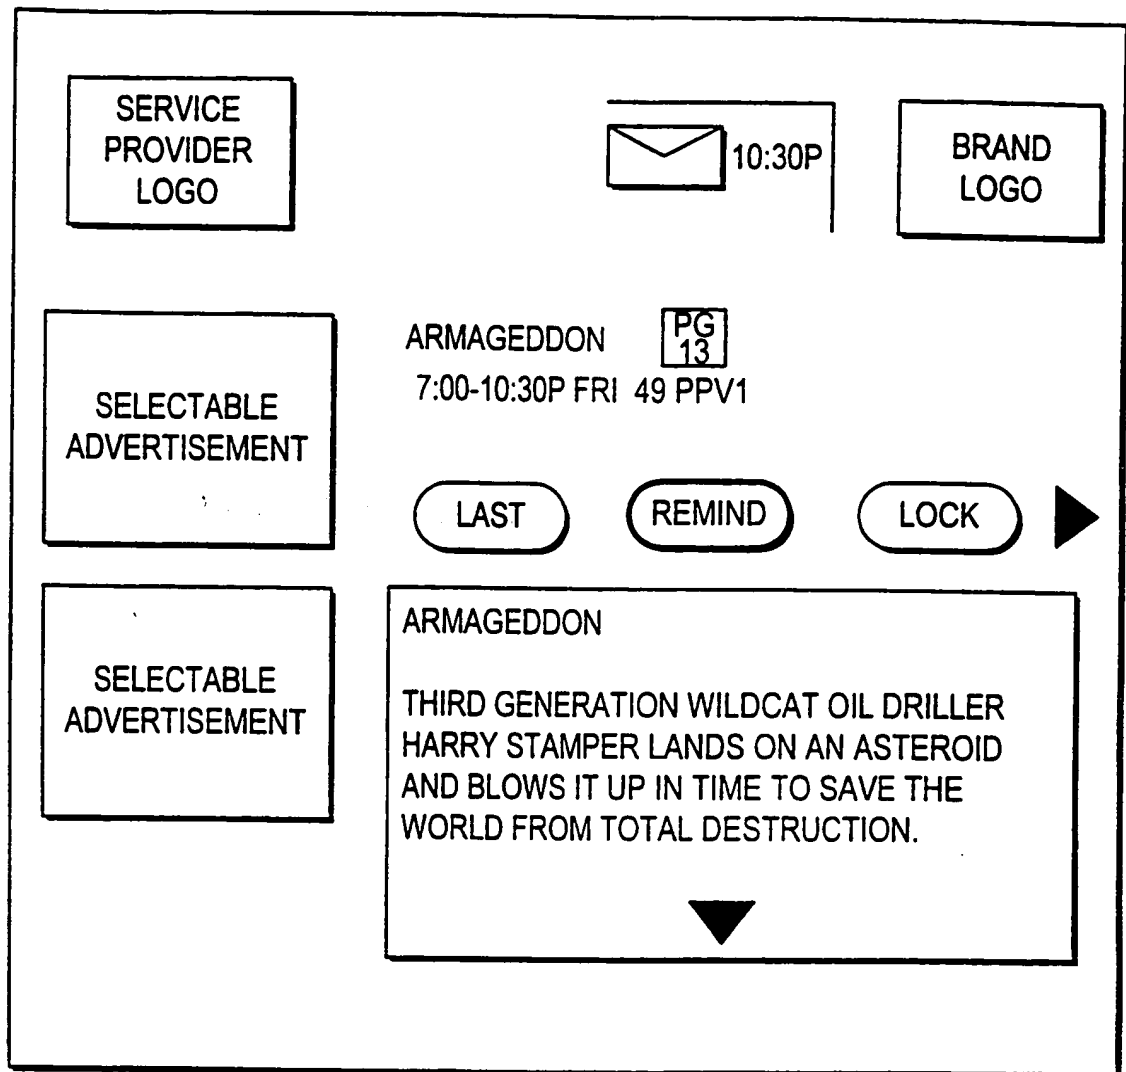 SERVICE
PROVIDER
LOGO
10:30P
BRAND
LOGO
SELECTABLE
ADVERTISEMENT
ARMAGEDDON PG
13
7:00-10:30P FRI 49 PPV1
LAST REMIND LOCK
SELECTABLE
ADVERTISEMENT
ARMAGEDDON
THIRD GENERATION WILDCAT OIL DRILLER
HARRY STAMPER LANDS ON AN ASTEROID
AND BLOWS IT UP IN TIME TO SAVE THE
WORLD FROM TOTAL DESTRUCTION.